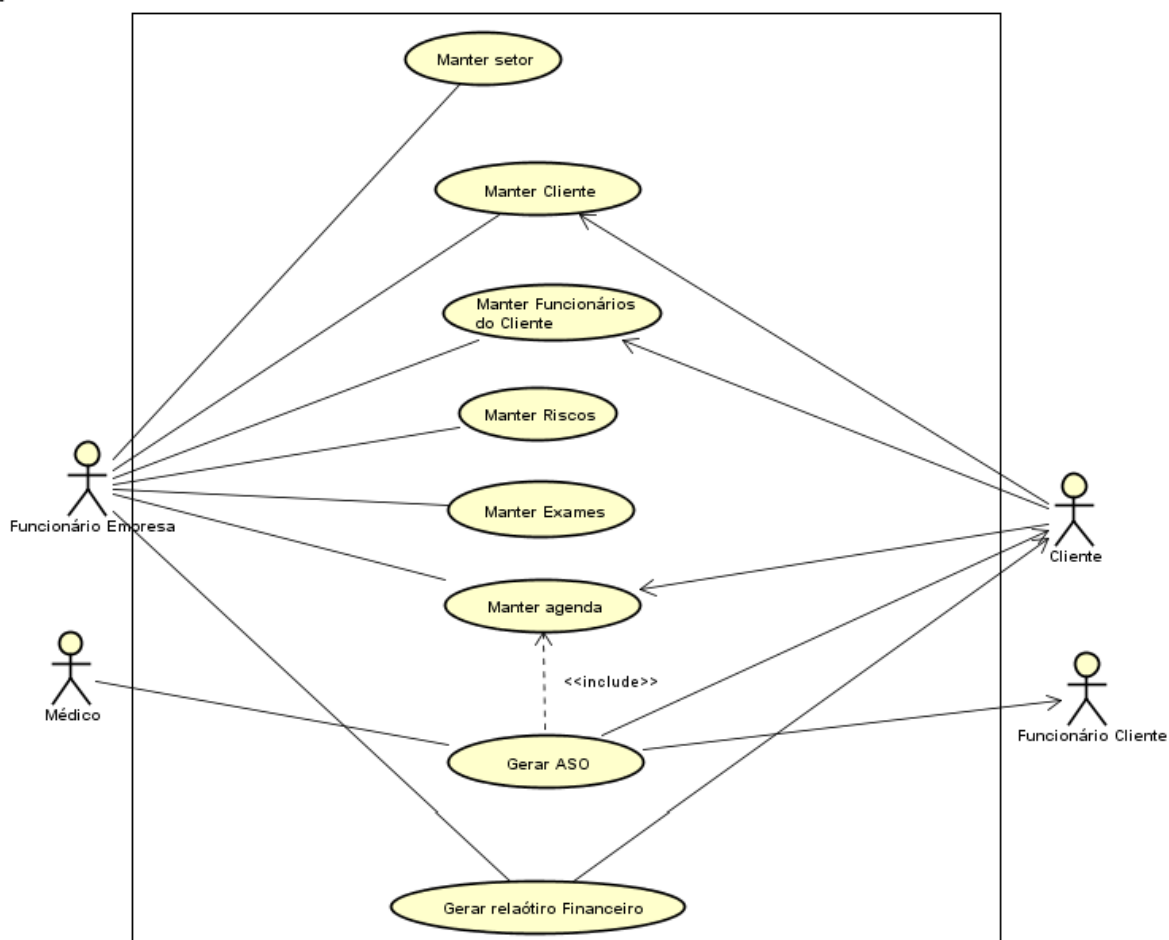 Manter setor
Manter Cliente
Manter Funcionários
do Cliente
Manter Riscos
Manter Exames
Funcionário Empresa
Cliente
Manter agenda
<<include>>
Médico
Funcionário Cliente
Gerar ASO
Gerar relaótiro Financeiro